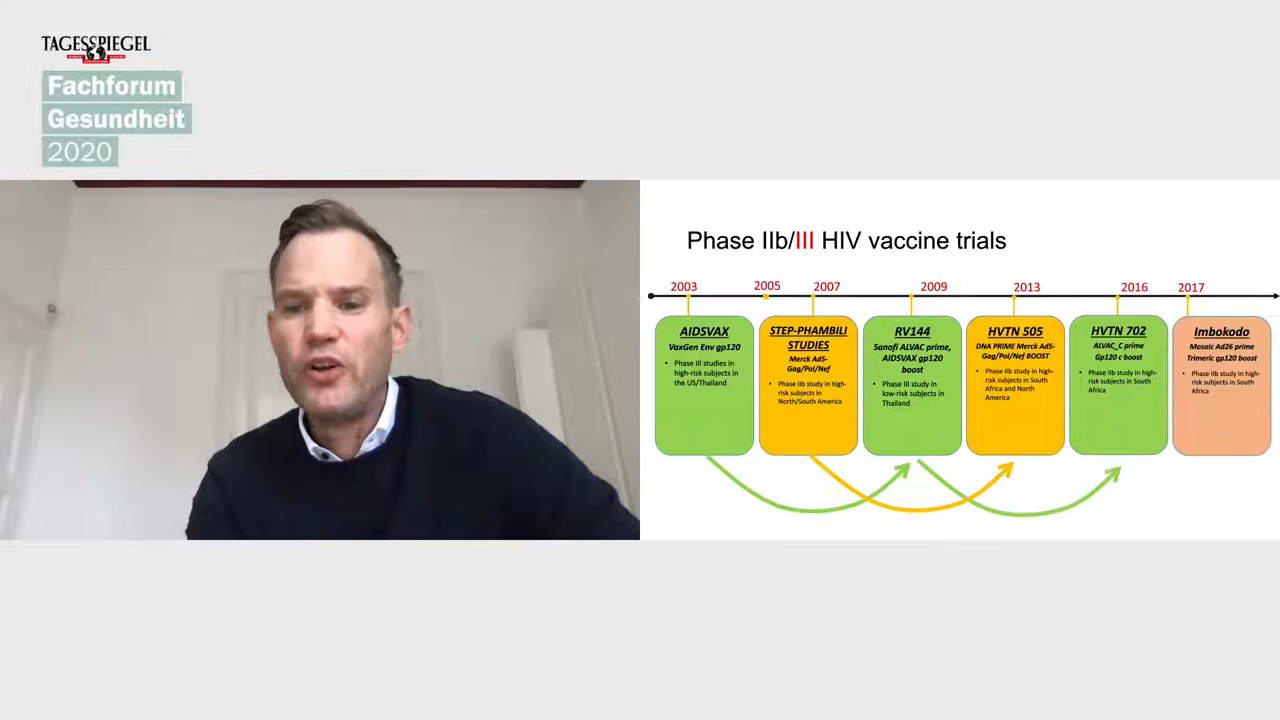 TAGESSPIEGEL
Fachforum
Gesundheit
2020
Phase IIb/III HIV vaccine trials
2003
2005
2007
2009
2013
2016
2017
AIDSVAX
VaxGen Env gp120
• Phase III studies in
high-risk subjects in
the US/Thailand
STEP-PHAMBILI
STUDIES
Merck Ad5-
Gag/Pol/Nef
• Phase IIb study in high-
risk subjects in
North/South America
RV144
Sanofi ALVAC prime,
AIDSVAX gp120
boost
• Phase III study in
low-risk subjects in
Thailand
HVTN 505
DNA PRIME Merck Ad5-
Gag/Pol/Nef BOOST
• Phase IIb study in high-
risk subjects in South
Africa and North
America
HVTN 702
ALVAC_C prime
Gp120 c boost
• Phase IIb study in high-
risk subjects in South
Africa
Imbokodo
Mosaic Ad26 prime
Trimeric gp120 boost
• Phase IIb study in high-
risk subjects in South
Africa